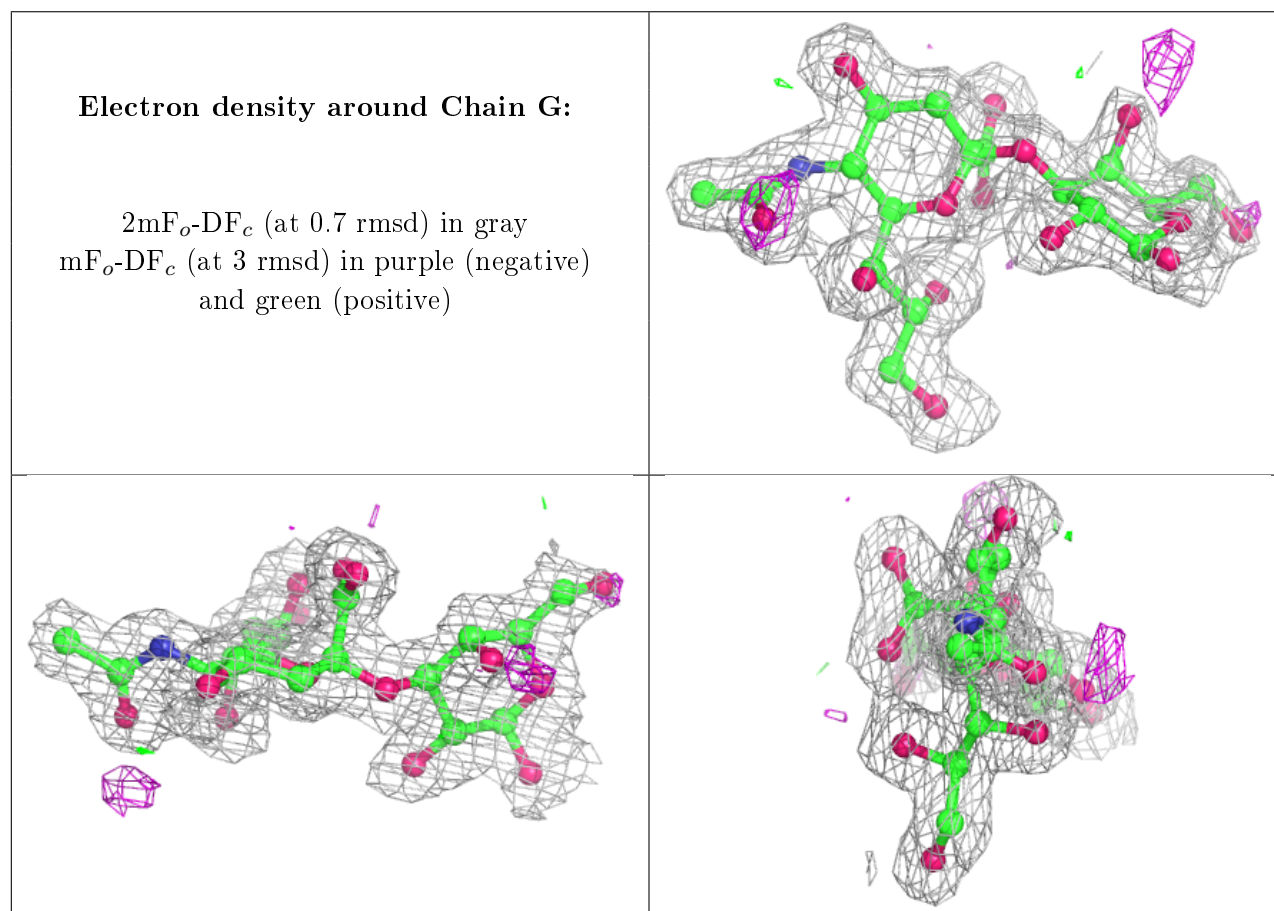 Electron density around Chain G:
2mFₒ-DF𝒸 (at 0.7 rmsd) in gray
mFₒ-DF𝒸 (at 3 rmsd) in purple (negative)
and green (positive)